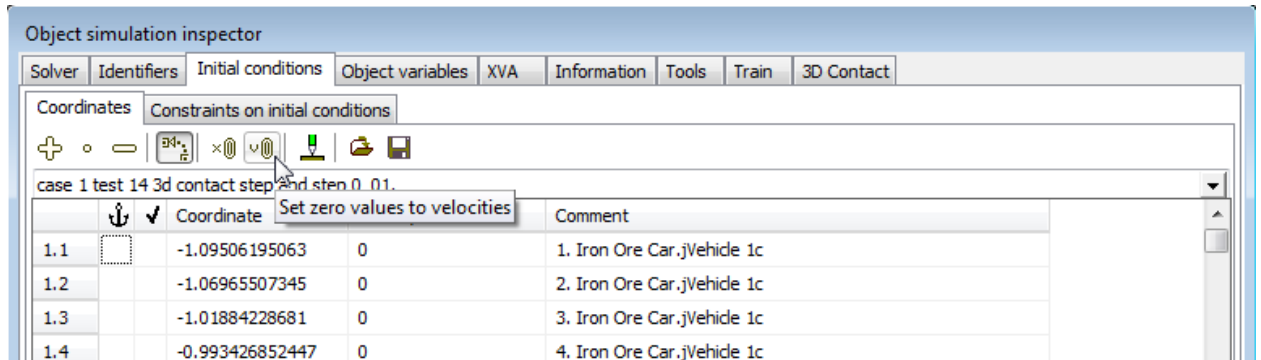 Object simulation inspector
Solver Identifiers Initial conditions Object variables XVA Information Tools Train 3D Contact
Coordinates Constraints on initial conditions
×0 v0
case 1 test 14 3d contact step and step 0_01.
Set zero values to velocities
Coordinate Comment
1.1 -1.09506195063 0 1. Iron Ore Car.jVehicle 1c
1.2 -1.06965507345 0 2. Iron Ore Car.jVehicle 1c
1.3 -1.01884228681 0 3. Iron Ore Car.jVehicle 1c
1.4 -0.993426852447 0 4. Iron Ore Car.jVehicle 1c